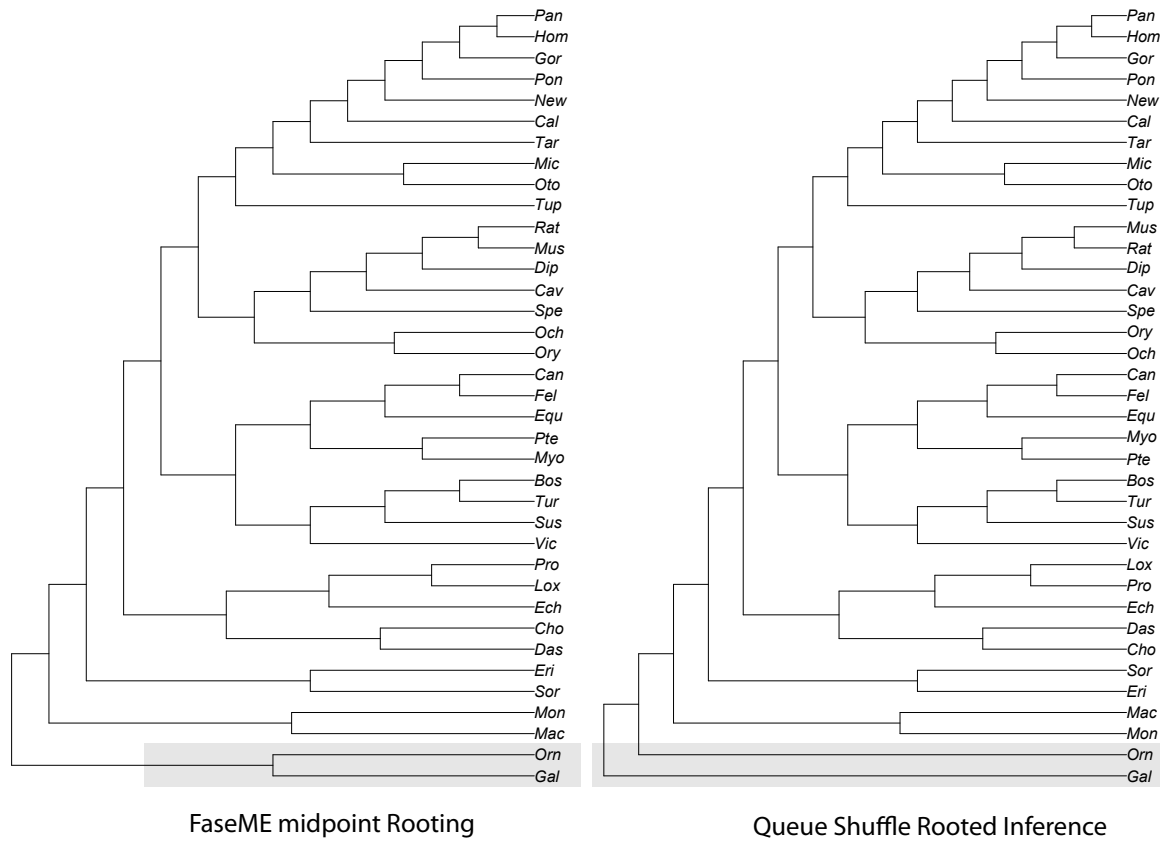 Pan Pan
Hom Hom
Gor Gor
Pon Pon
New New
Cal Cal
Tar Tar
Mic Mic
Oto Oto
Tup Tup
Rat Mus
Mus Rat
Dip Dip
Cav Cav
Spe Spe
Och Ory
Ory Och
Can Can
Fel Fel
Equ Equ
Pte Myo
Myo Pte
Bos Bos
Tur Tur
Sus Sus
Vic Vic
Pro Lox
Lox Pro
Ech Ech
Cho Das
Das Cho
Eri Sor
Sor Eri
Mon Mac
Mac Mon
Orn Orn
Gal Gal
FaseME midpoint Rooting Queue Shuffle Rooted Inference